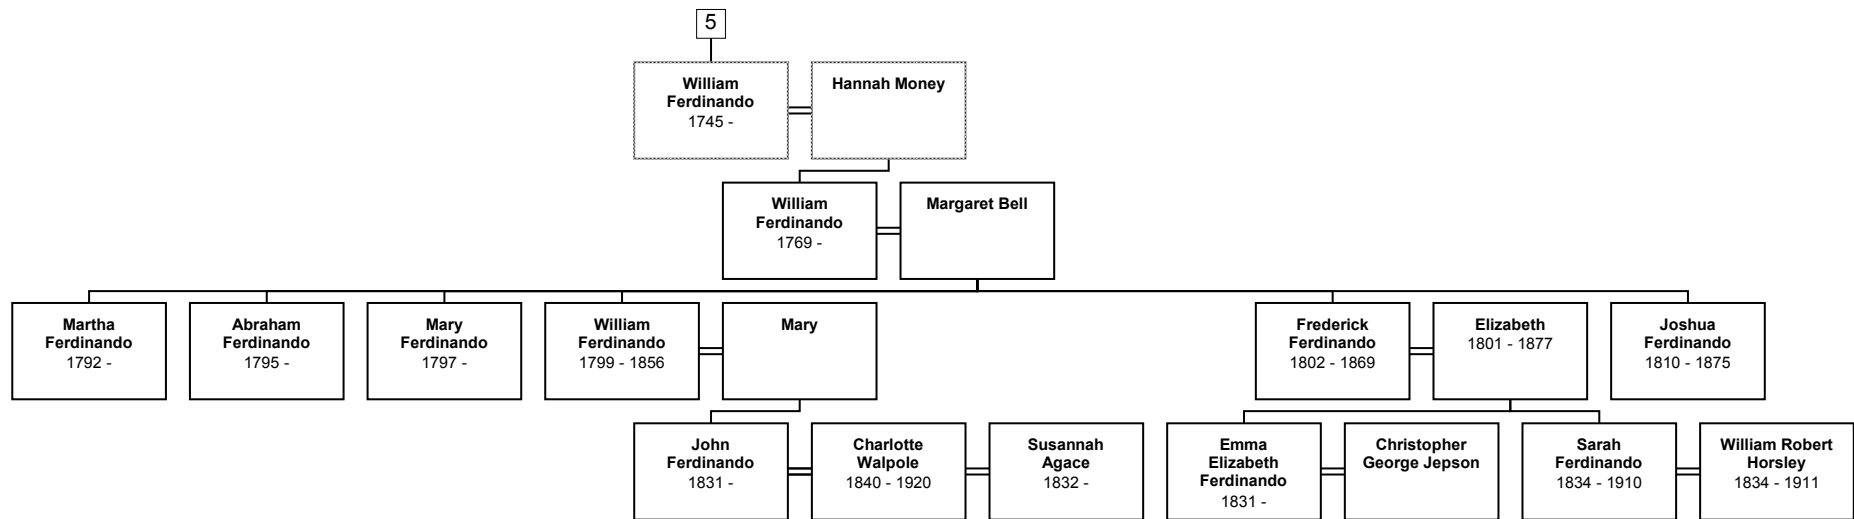 5
William
Ferdinando
1745 -
Hannah Money
William
Ferdinando
1769 -
Margaret Bell
Martha
Ferdinando
1792 -
Abraham
Ferdinando
1795 -
Mary
Ferdinando
1797 -
William
Ferdinando
1799 - 1856
Mary
Frederick
Ferdinando
1802 - 1869
Elizabeth
1801 - 1877
Joshua
Ferdinando
1810 - 1875
John
Ferdinando
1831 -
Charlotte
Walpole
1840 - 1920
Susannah
Agace
1832 -
Emma
Elizabeth
Ferdinando
1831 -
Christopher
George Jepson
Sarah
Ferdinando
1834 - 1910
William Robert
Horsley
1834 - 1911